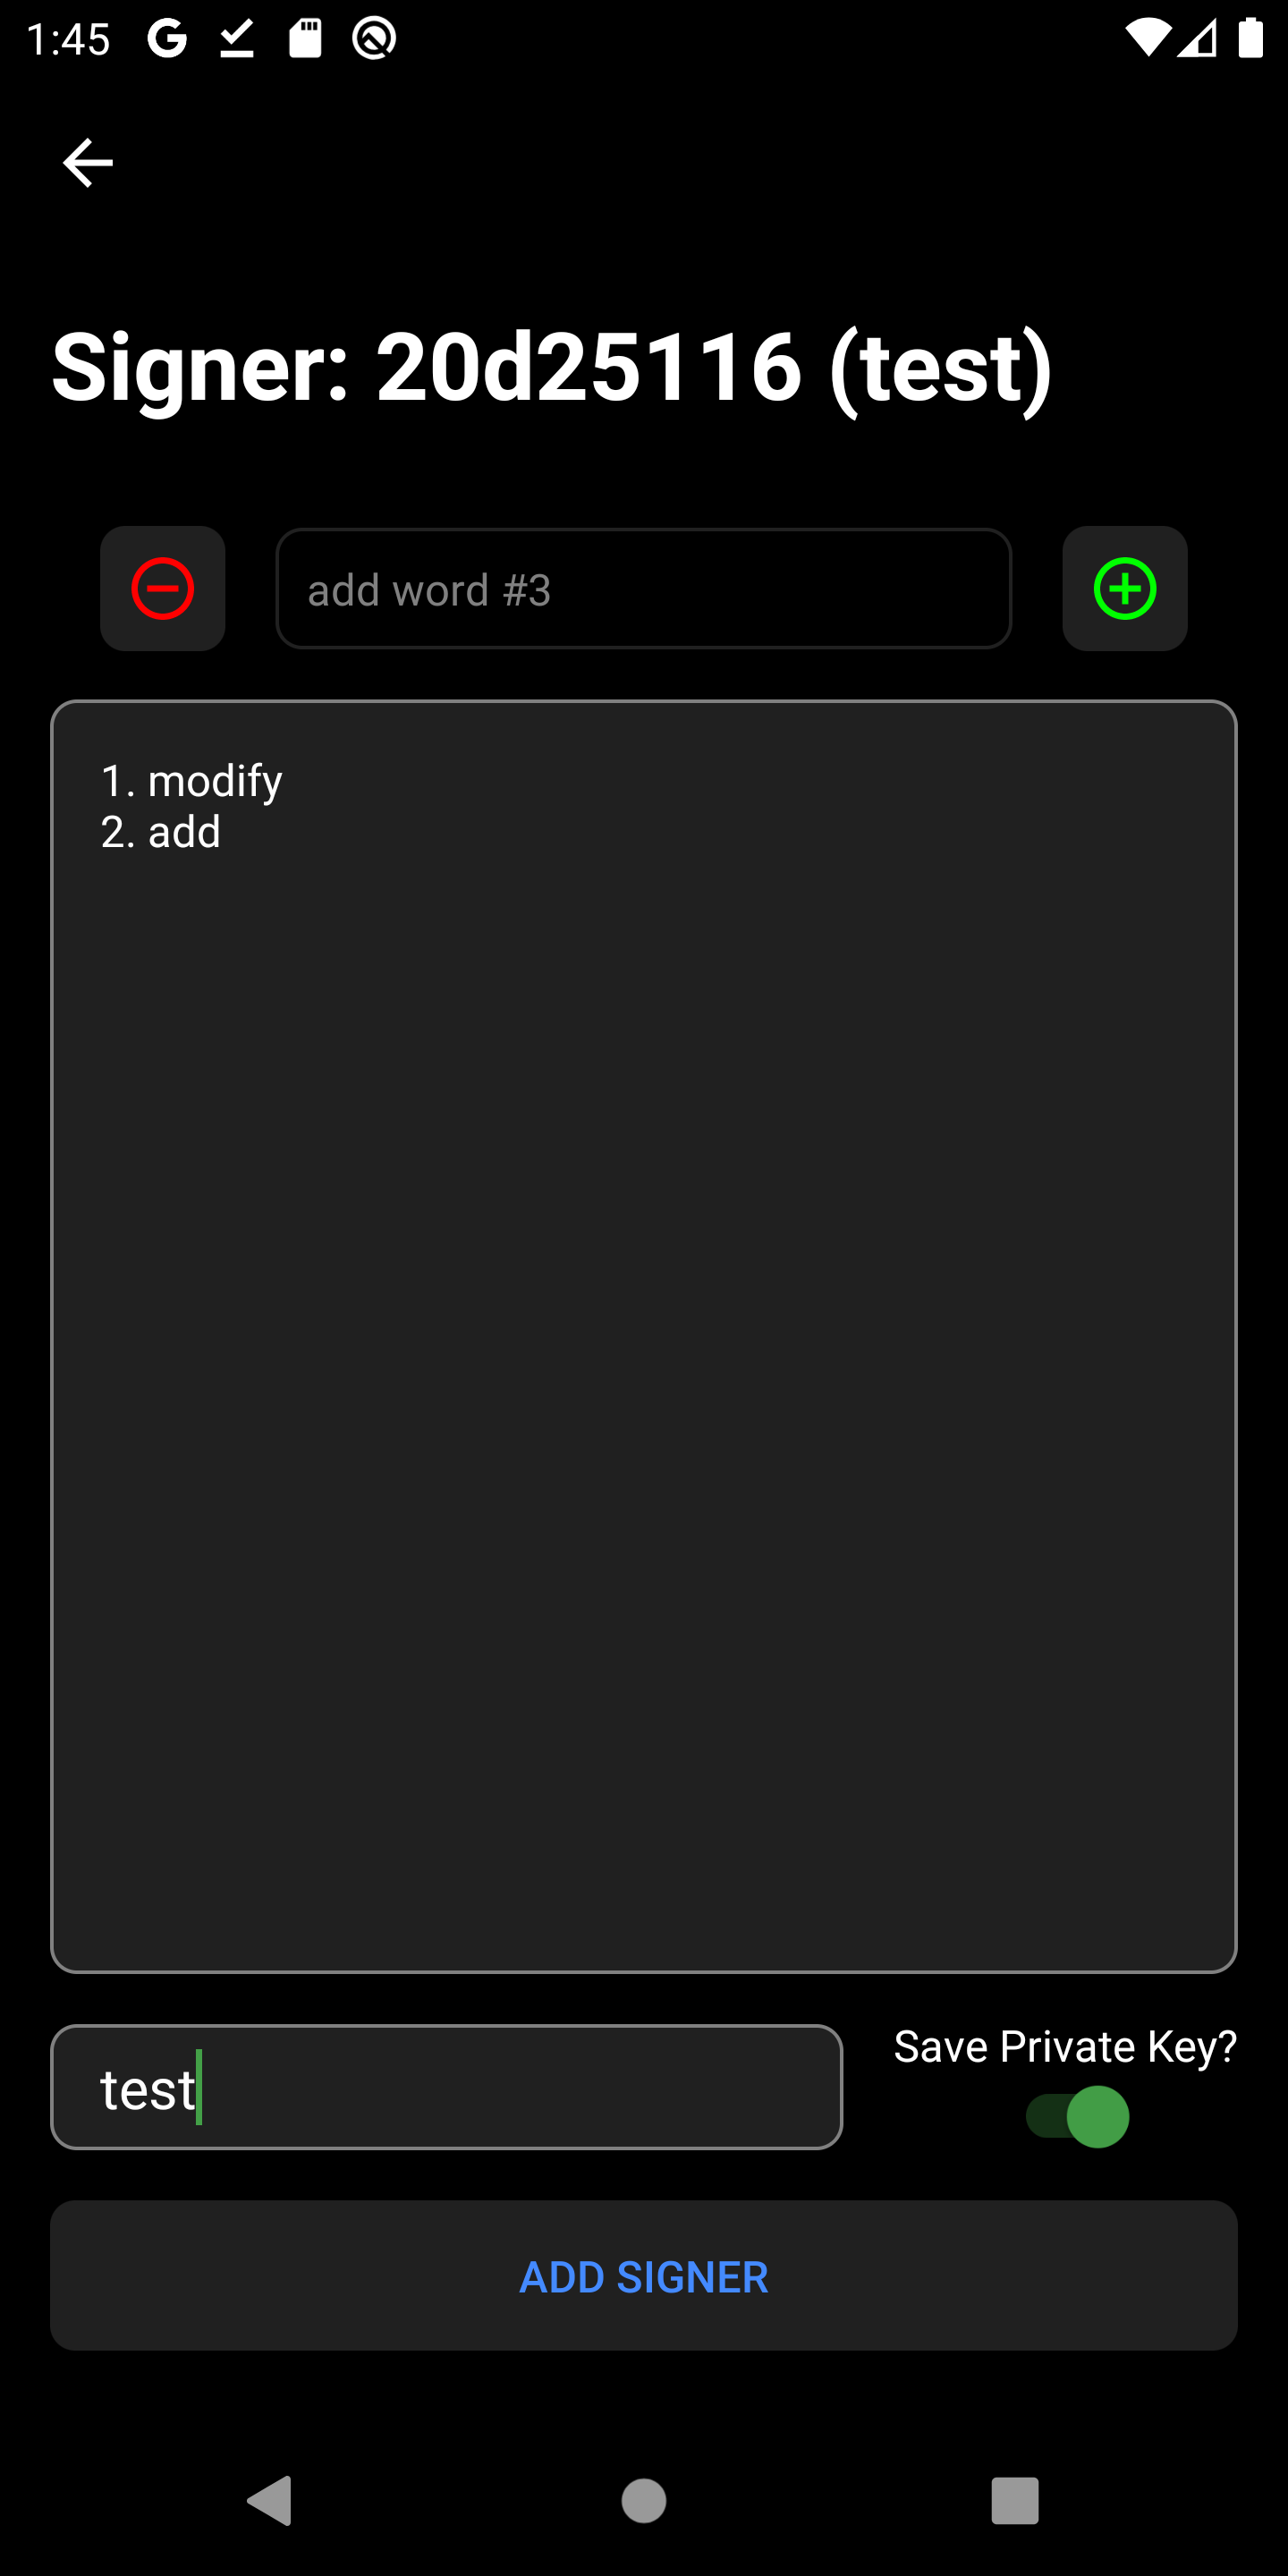 1:45
Signer: 20d25116 (test)
add word #3
1. modify
2. add
test
Save Private Key?
ADD SIGNER